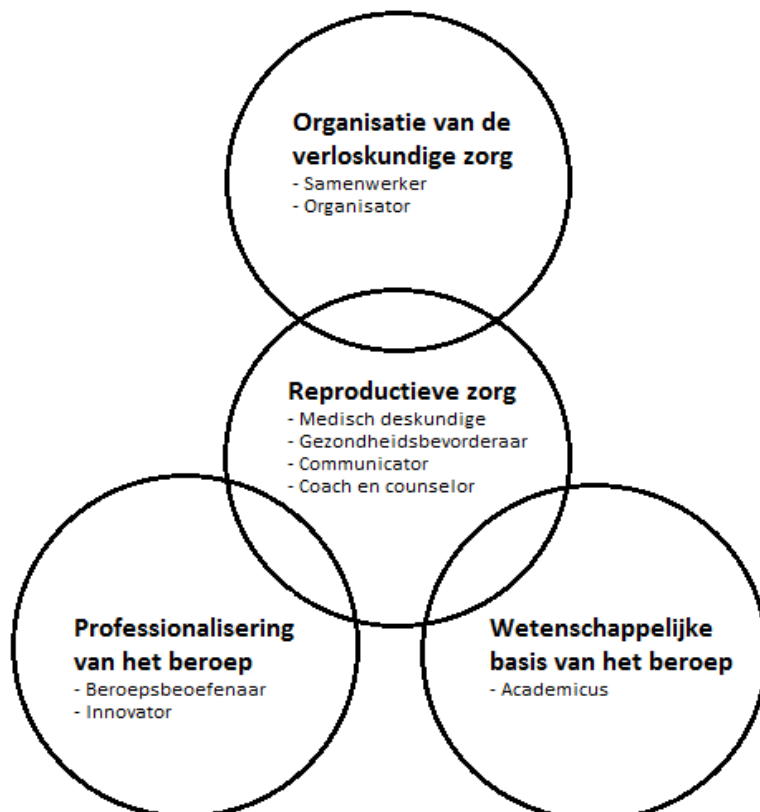 Organisatie van de
verloskundige zorg
- Samenwerker
- Organisator
Reproductieve zorg
- Medisch deskundige
- Gezondheidsbevorderaar
- Communicator
- Coach en counselor
Professionalisering
van het beroep
- Beroepsbeoefenaar
- Innovator
Wetenschappelijke
basis van het beroep
- Academicus